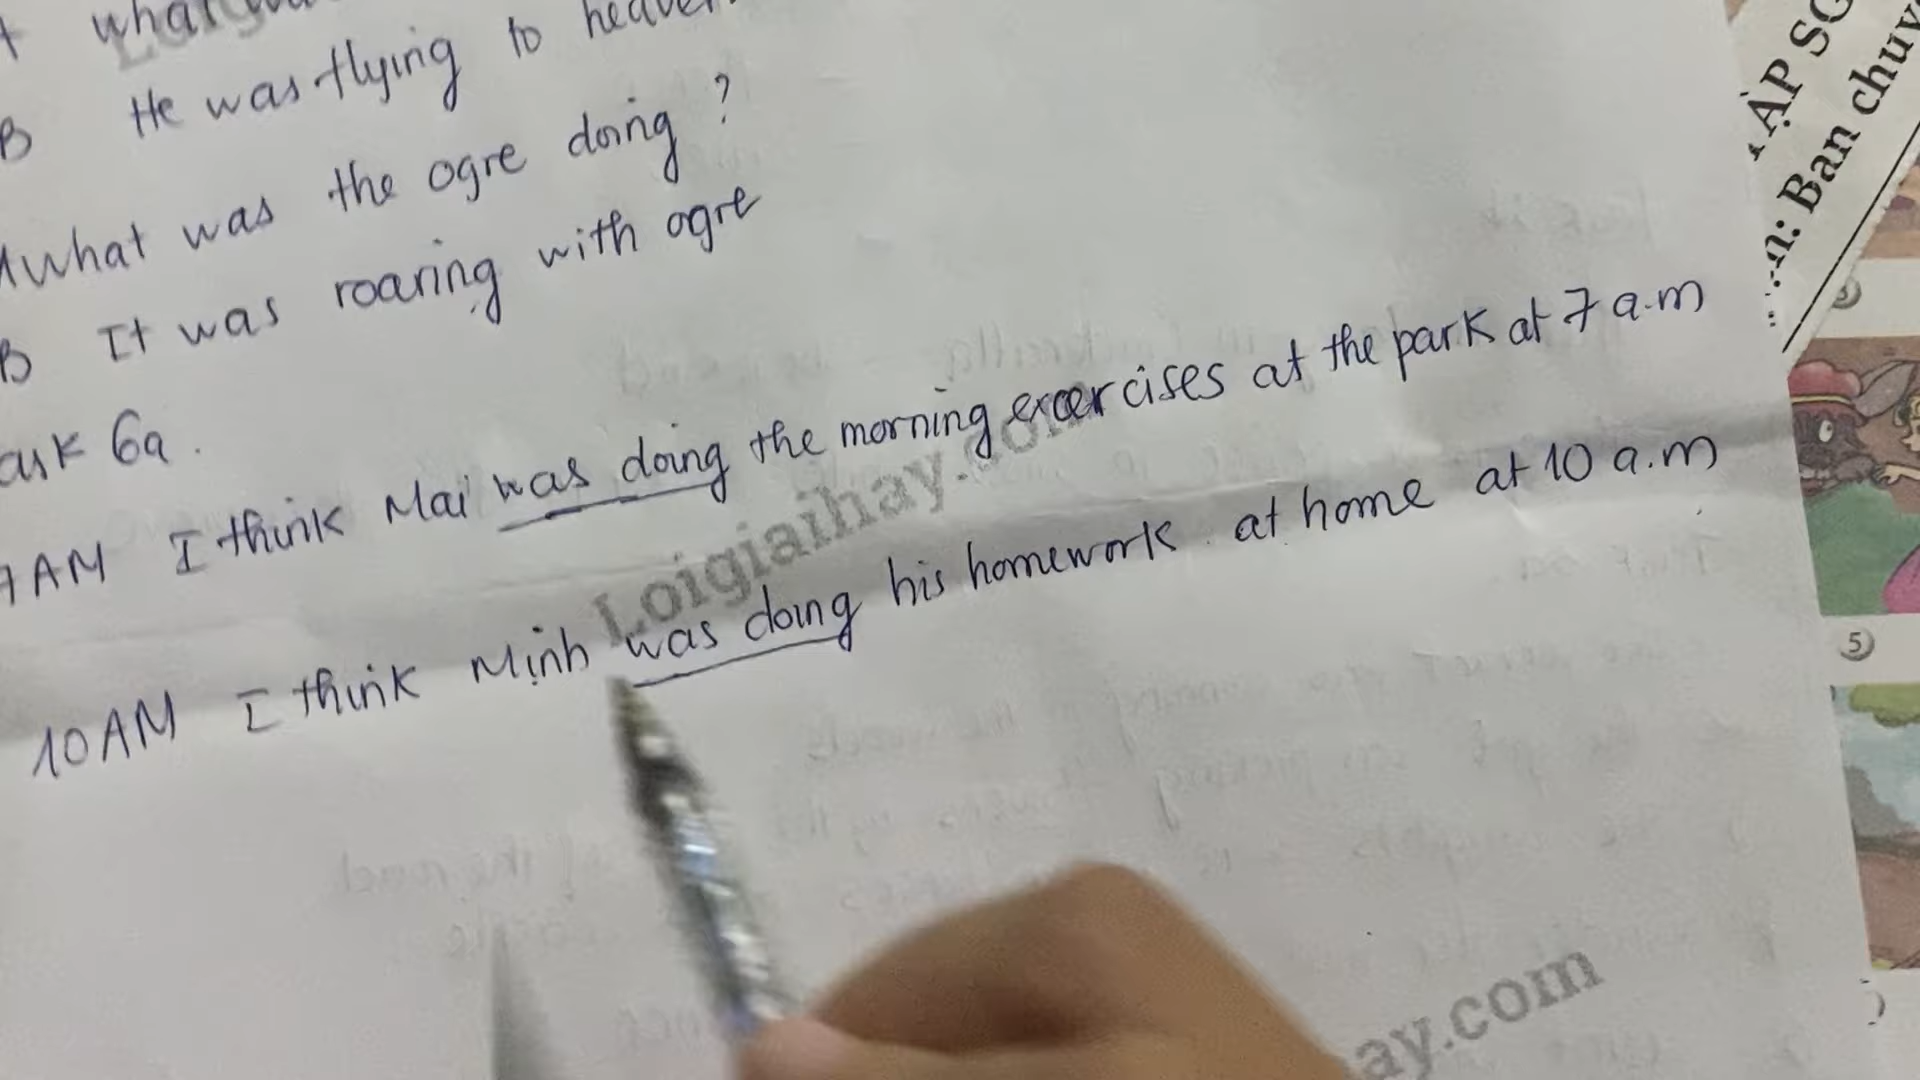 He was flying to heaven
B
What was the ogre doing ?
B It was roaring with ogre
ask 6a.
7AM I think Mai was doing the morning exercises at the park at 7 a.m
10AM I think Minh was doing his homework at home at 10 a.m
Loigiaihay.com
ay.com
ẬP SG
n: Ban chuy
5